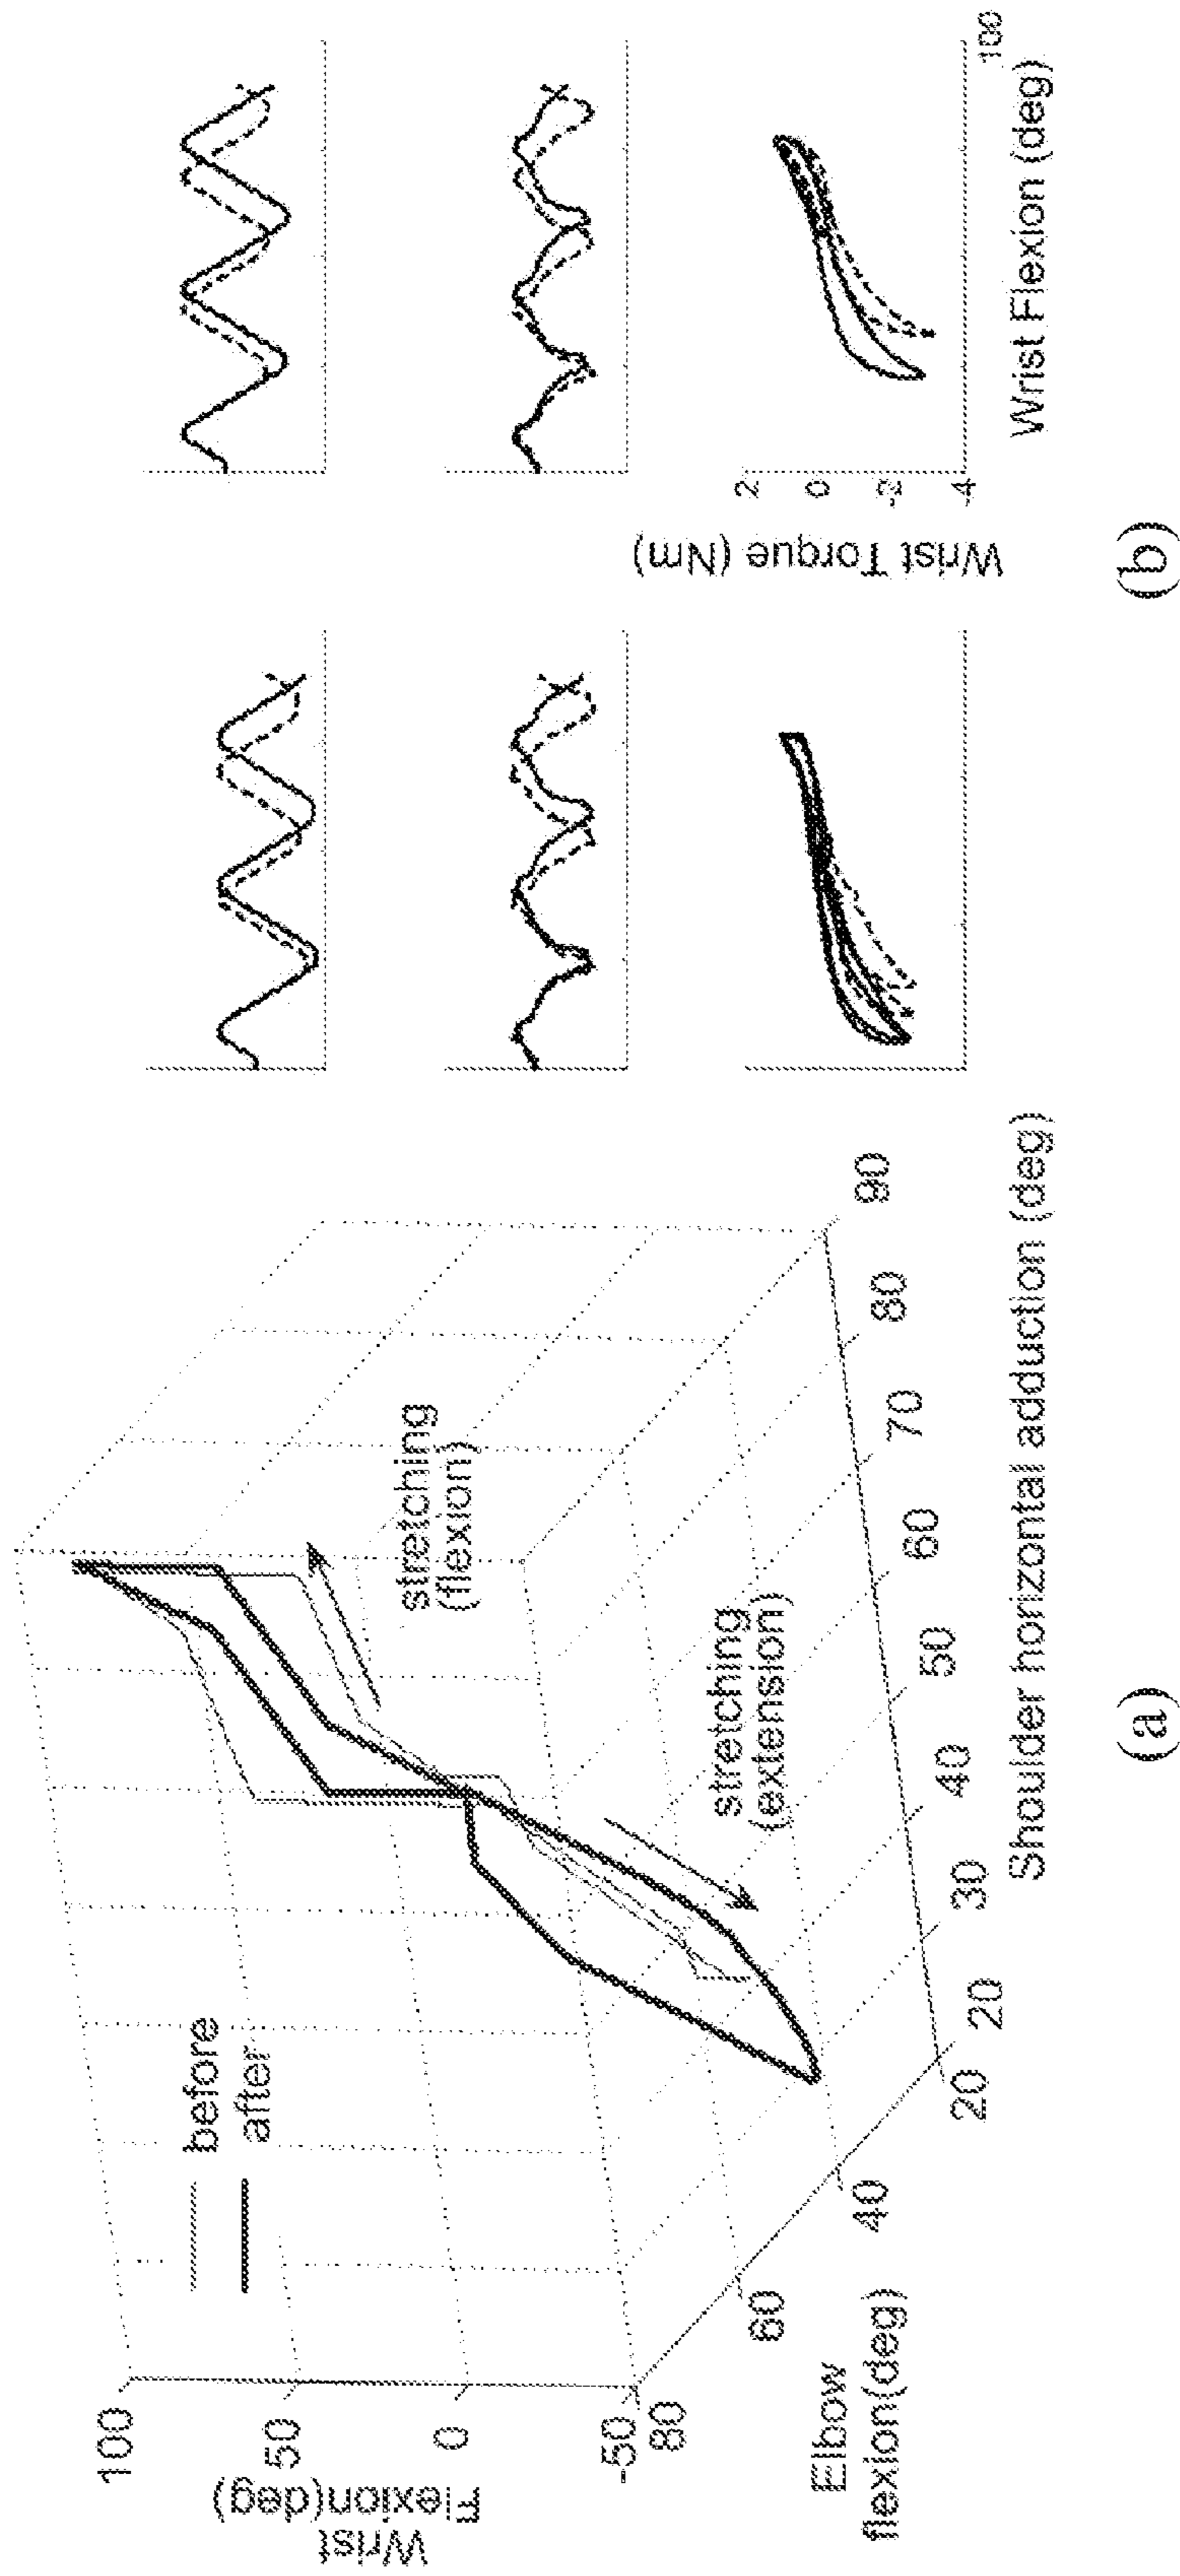 before
after
stretching
(flexion)
stretching
(extension)
100
50
0
-50
Wrist
Flexion(deg)
80
60
40
20
Elbow
flexion(deg)
20
30
40
50
60
70
80
90
Shoulder horizontal adduction (deg)
(a)
2
0
-2
-4
Wrist Torque (Nm)
100
Wrist Flexion (deg)
(b)